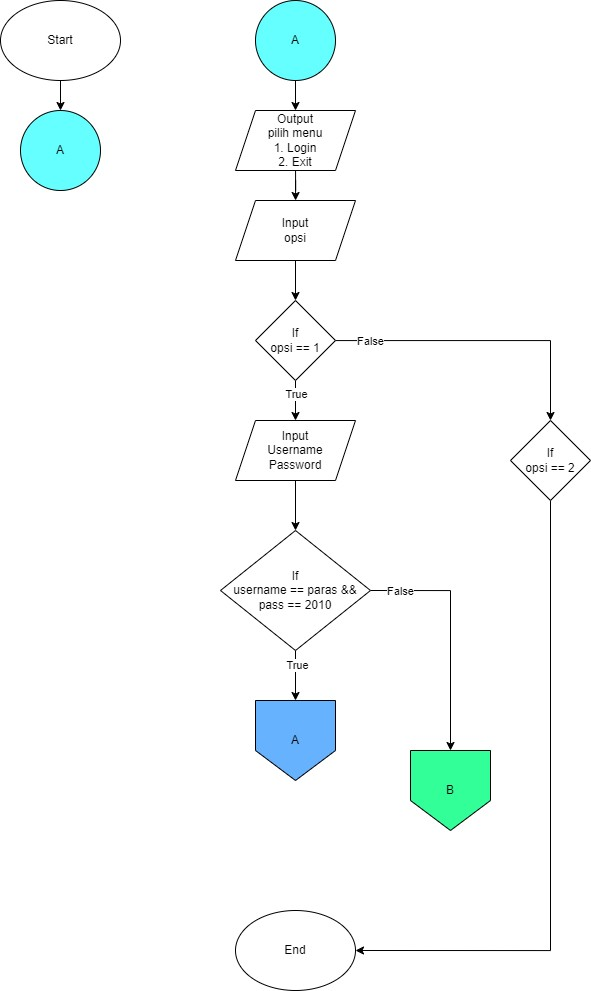 Start
A
A
Output
pilih menu
1. Login
2. Exit
Input
opsi
If
opsi == 1
False
True
If
opsi == 2
Input
Username
Password
If
username == paras &&
pass == 2010
False
True
A
B
End